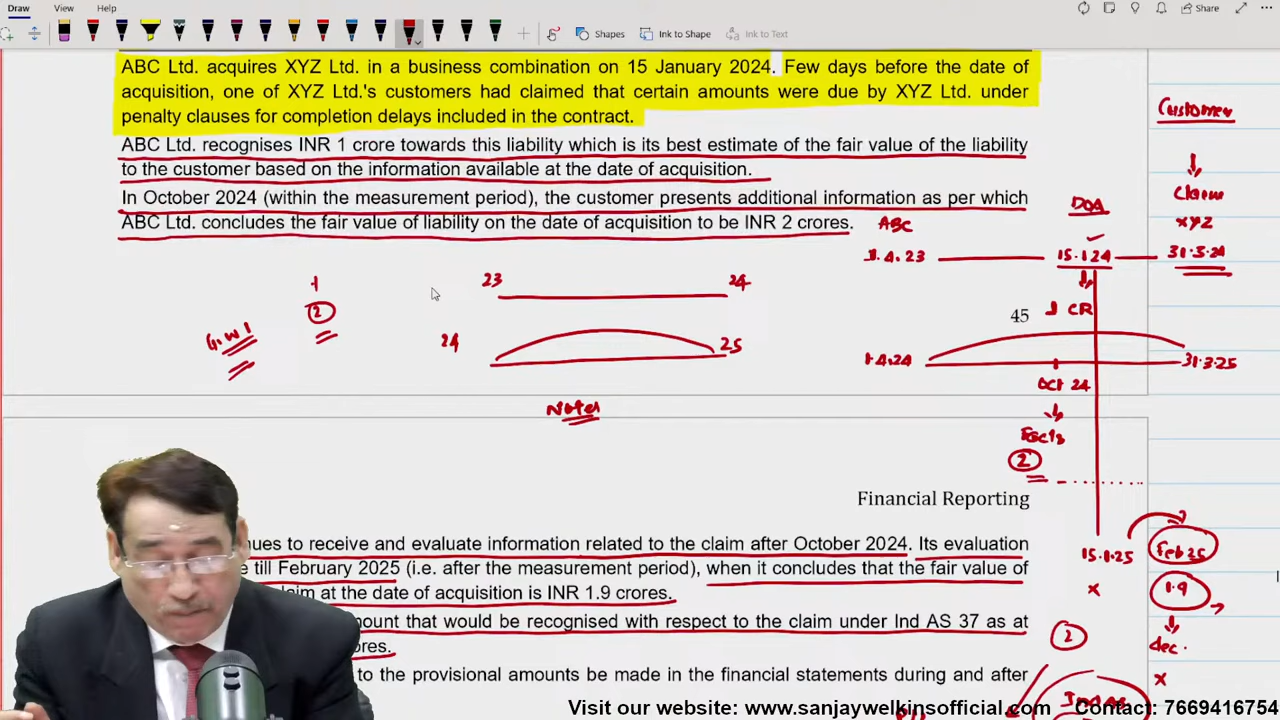 Draw View Help
Shapes Ink to Shape Ink to Text Share
ABC Ltd. acquires XYZ Ltd. in a business combination on 15 January 2024. Few days before the date of
acquisition, one of XYZ Ltd.'s customers had claimed that certain amounts were due by XYZ Ltd. under
penalty clauses for completion delays included in the contract.
ABC Ltd. recognises INR 1 crore towards this liability which is its best estimate of the fair value of the liability
to the customer based on the information available at the date of acquisition.
In October 2024 (within the measurement period), the customer presents additional information as per which
ABC Ltd. concludes the fair value of liability on the date of acquisition to be INR 2 crores.
Customer
Claim
XYZ
DOA
ABC
1.4.23 15.1.24 31.3.24
1 CR
1
2
G.W↑
23 24
24 25
45
1.4.24 31.3.25
Oct 24
Facts
2
Notes
Financial Reporting
nues to receive and evaluate information related to the claim after October 2024. Its evaluation
e till February 2025 (i.e. after the measurement period), when it concludes that the fair value of
aim at the date of acquisition is INR 1.9 crores.
mount that would be recognised with respect to the claim under Ind AS 37 as at
ores.
to the provisional amounts be made in the financial statements during and after
15.1.25 Feb 25
x 1.9
2 dec.
x
Visit our website: www.sanjaywelkinsofficial.com Contact: 7669416754